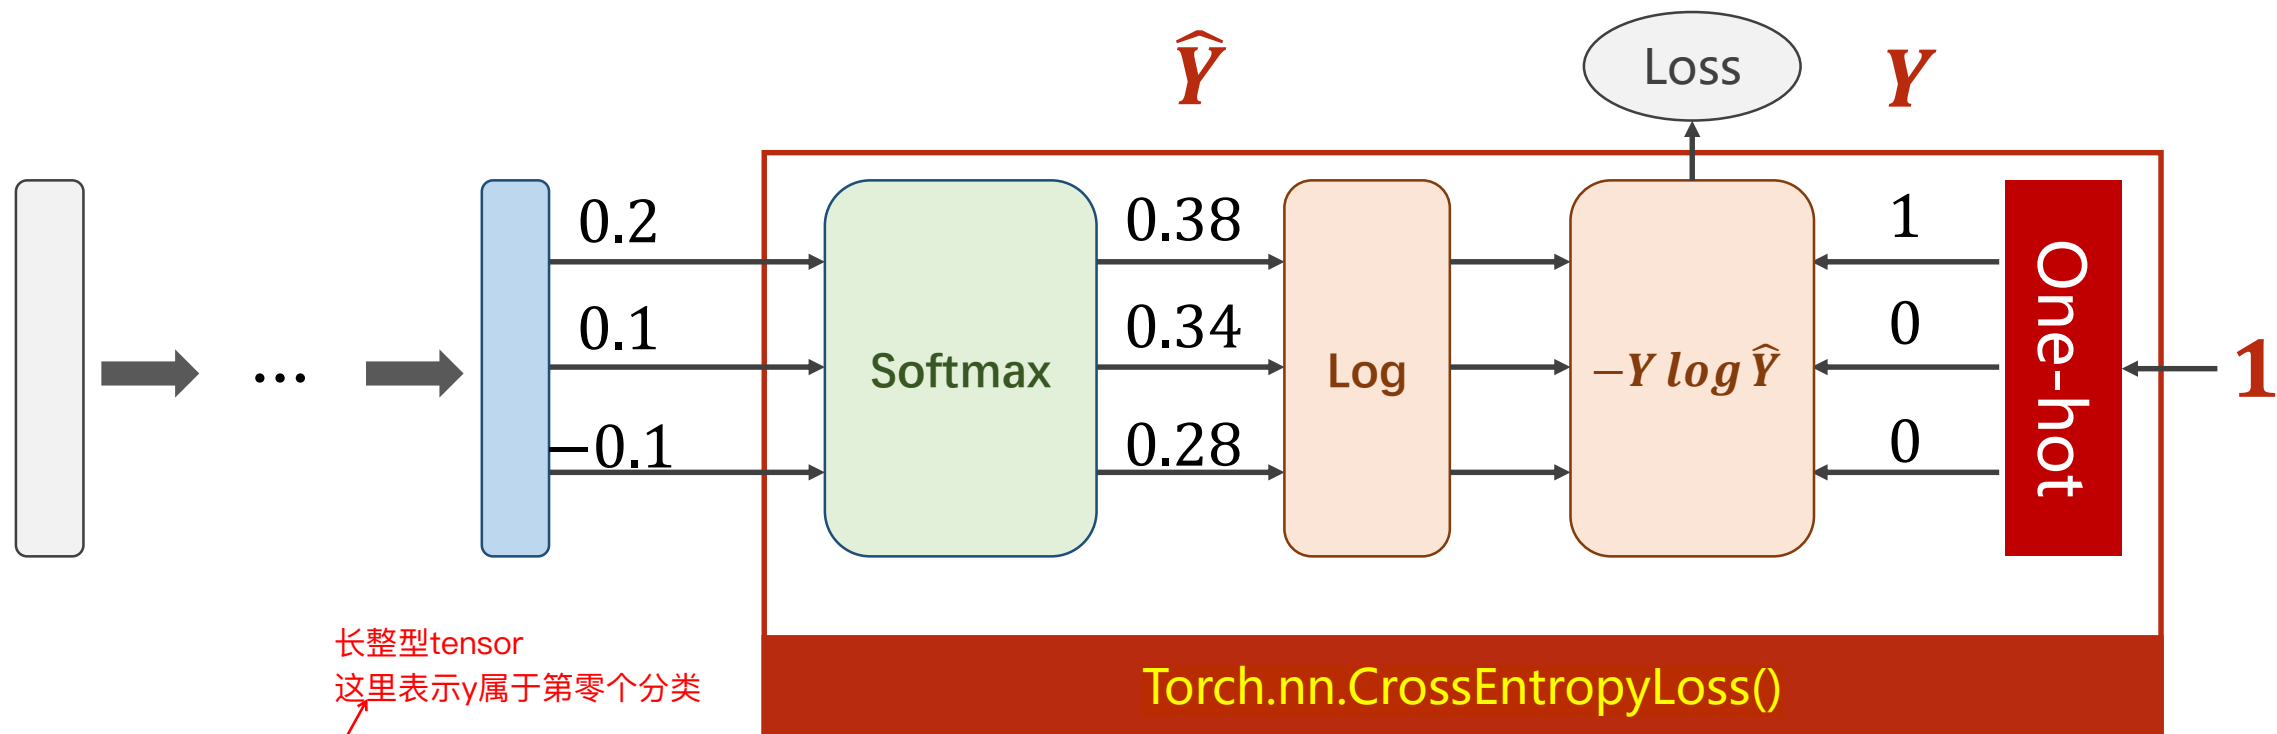 Ŷ
Loss
Y
0.2
0.38
1
0.1
0.34
0
−0.1
0.28
0
Softmax
Log
−Y log Ŷ
One-hot
1
...
长整型tensor
这里表示y属于第零个分类
Torch.nn.CrossEntropyLoss()